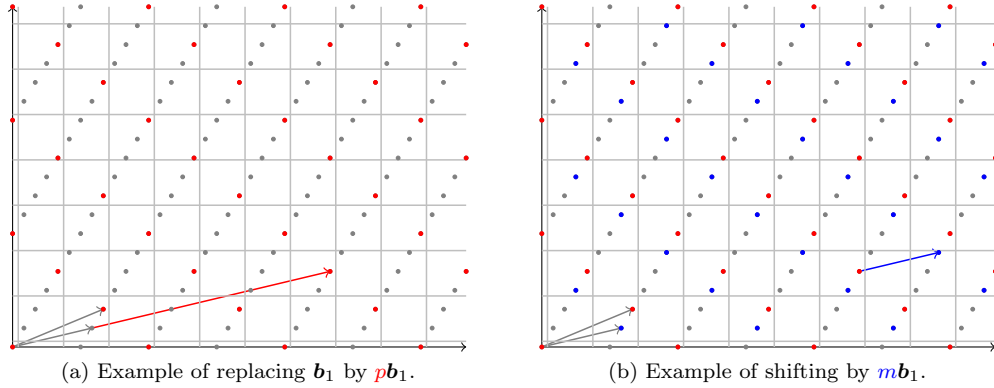 (a) Example of replacing b₁ by pb₁.
(b) Example of shifting by mb₁.